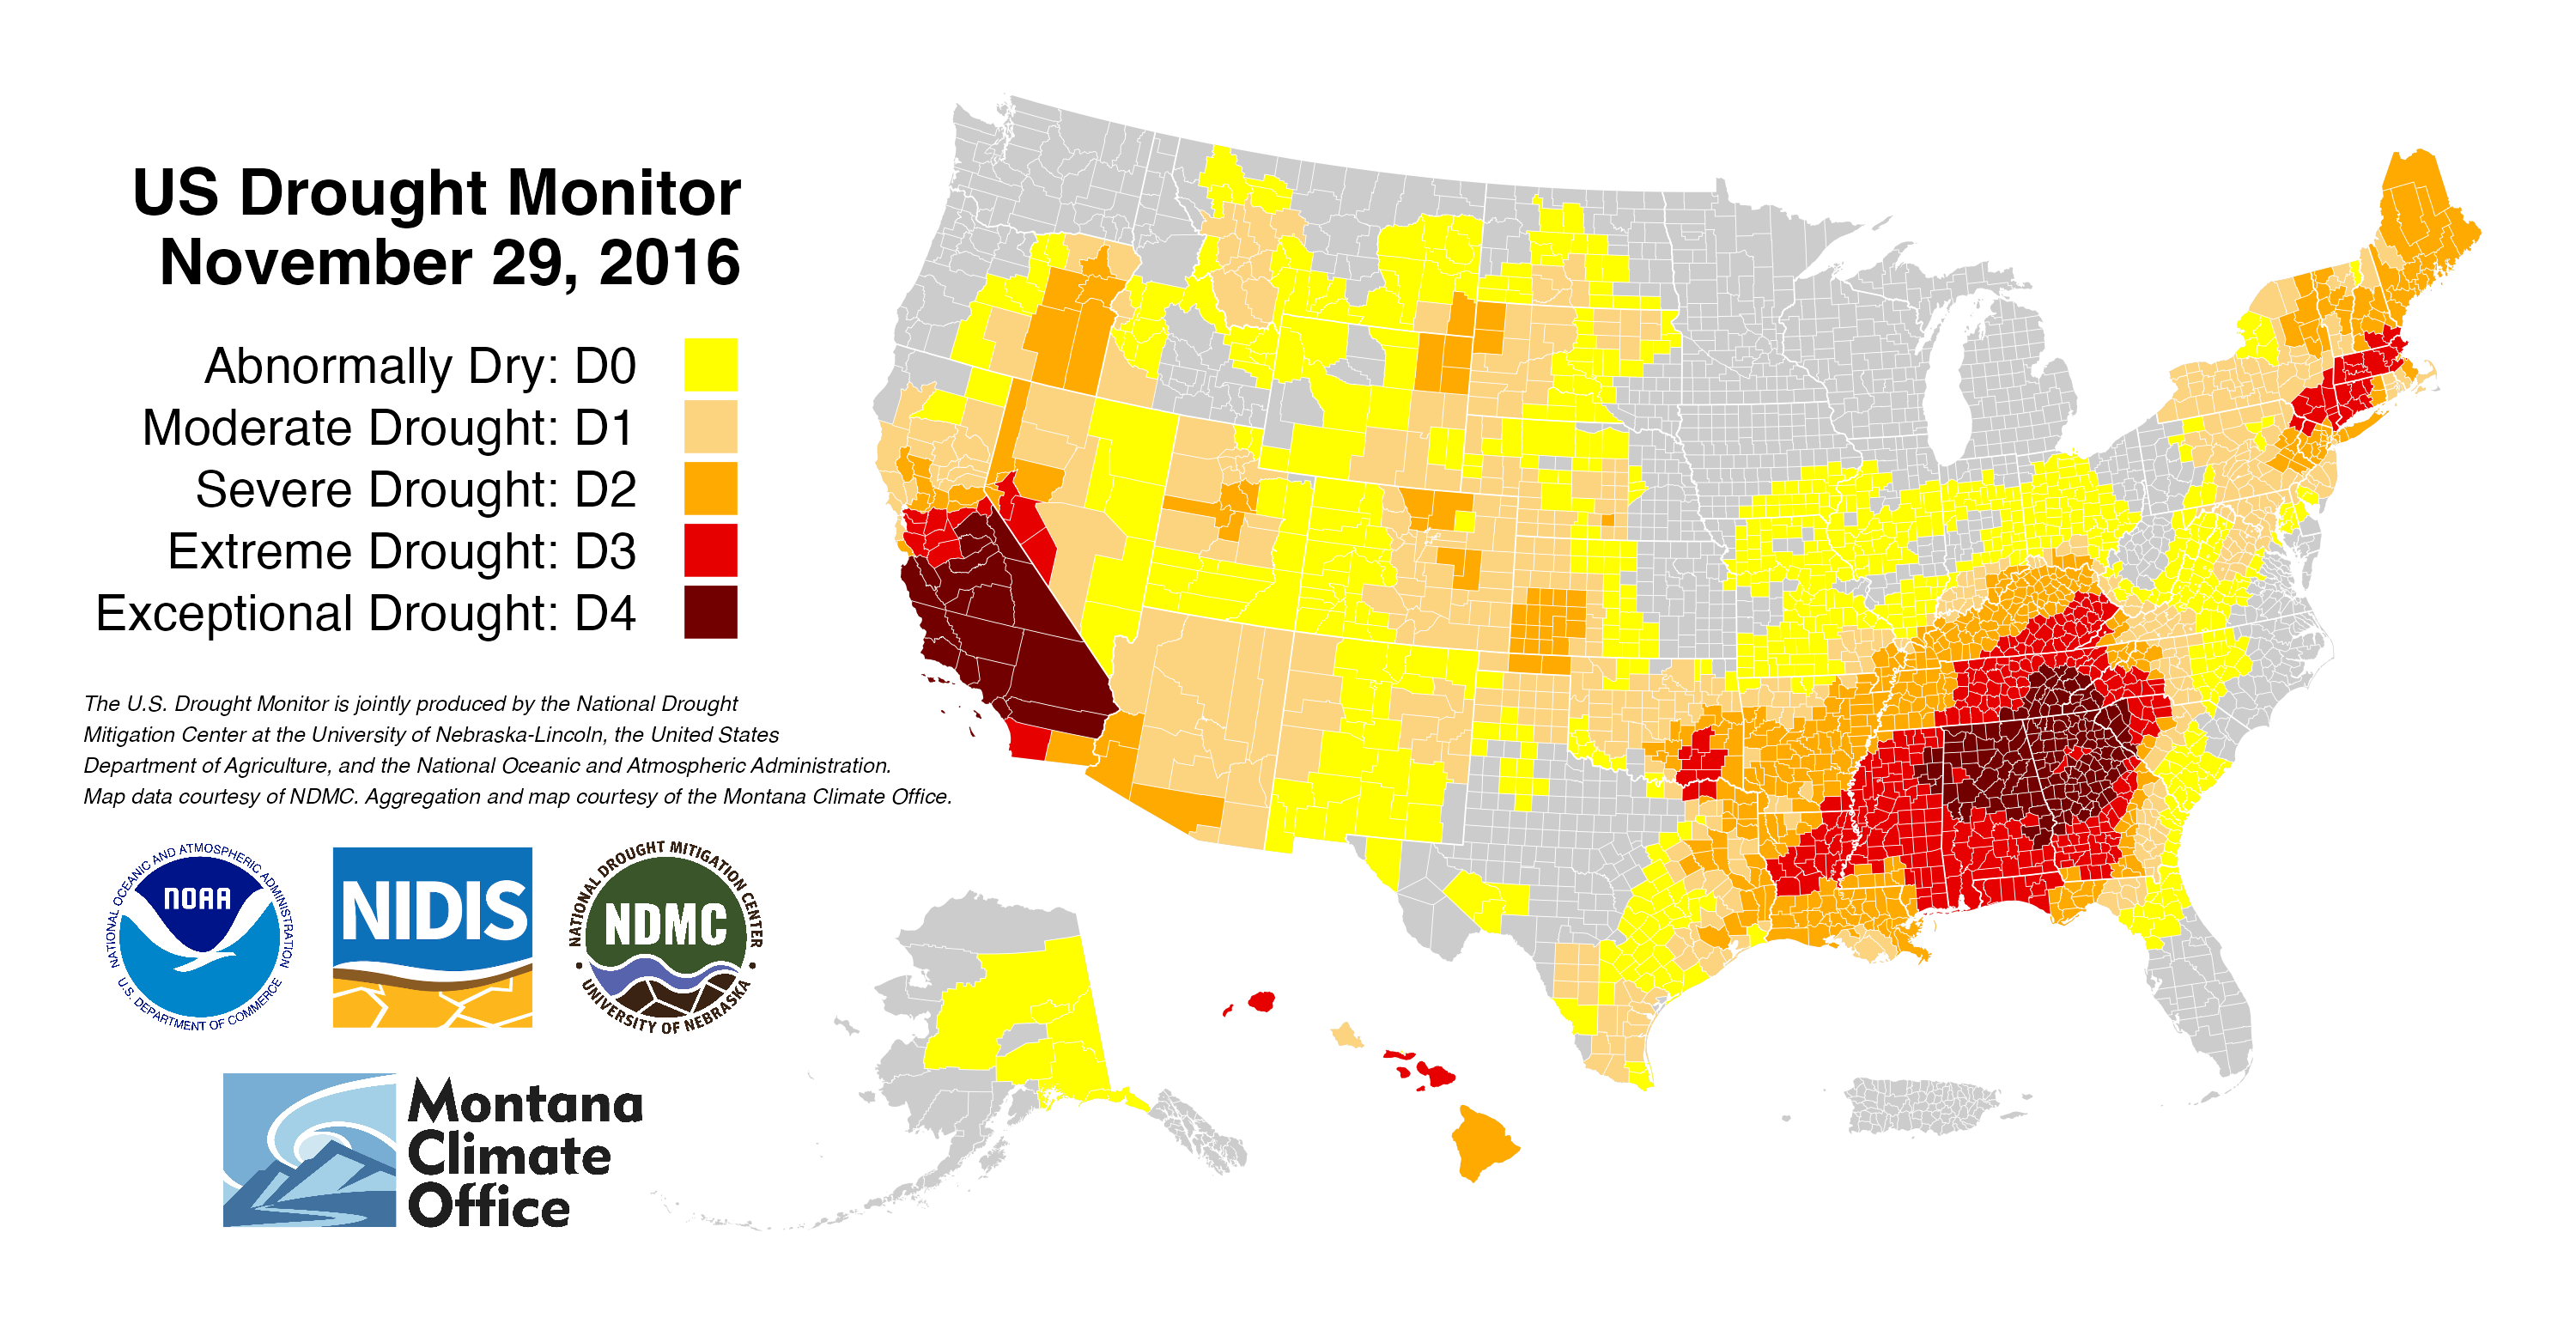 US Drought Monitor
November 29, 2016
Abnormally Dry: D0
Moderate Drought: D1
Severe Drought: D2
Extreme Drought: D3
Exceptional Drought: D4
The U.S. Drought Monitor is jointly produced by the National Drought
Mitigation Center at the University of Nebraska-Lincoln, the United States
Department of Agriculture, and the National Oceanic and Atmospheric Administration.
Map data courtesy of NDMC. Aggregation and map courtesy of the Montana Climate Office.
NATIONAL OCEANIC AND ATMOSPHERIC ADMINISTRATION
NOAA
U.S. DEPARTMENT OF COMMERCE
NIDIS
NATIONAL DROUGHT MITIGATION CENTER
NDMC
UNIVERSITY OF NEBRASKA
Montana
Climate
Office